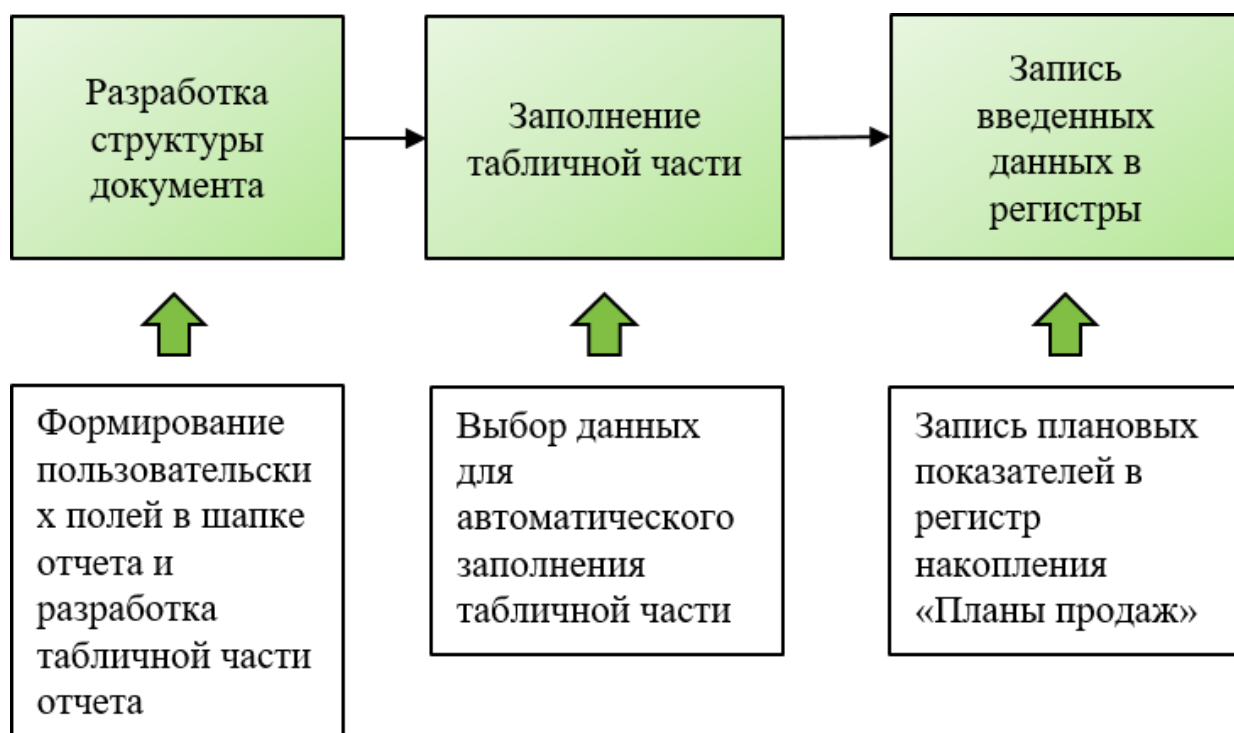 Разработка
структуры
документа
Заполнение
табличной части
Запись
введенных
данных в
регистры
Формирование
пользовательски
х полей в шапке
отчета и
разработка
табличной части
отчета
Выбор данных
для
автоматического
заполнения
табличной части
Запись плановых
показателей в
регистр
накопления
«Планы продаж»